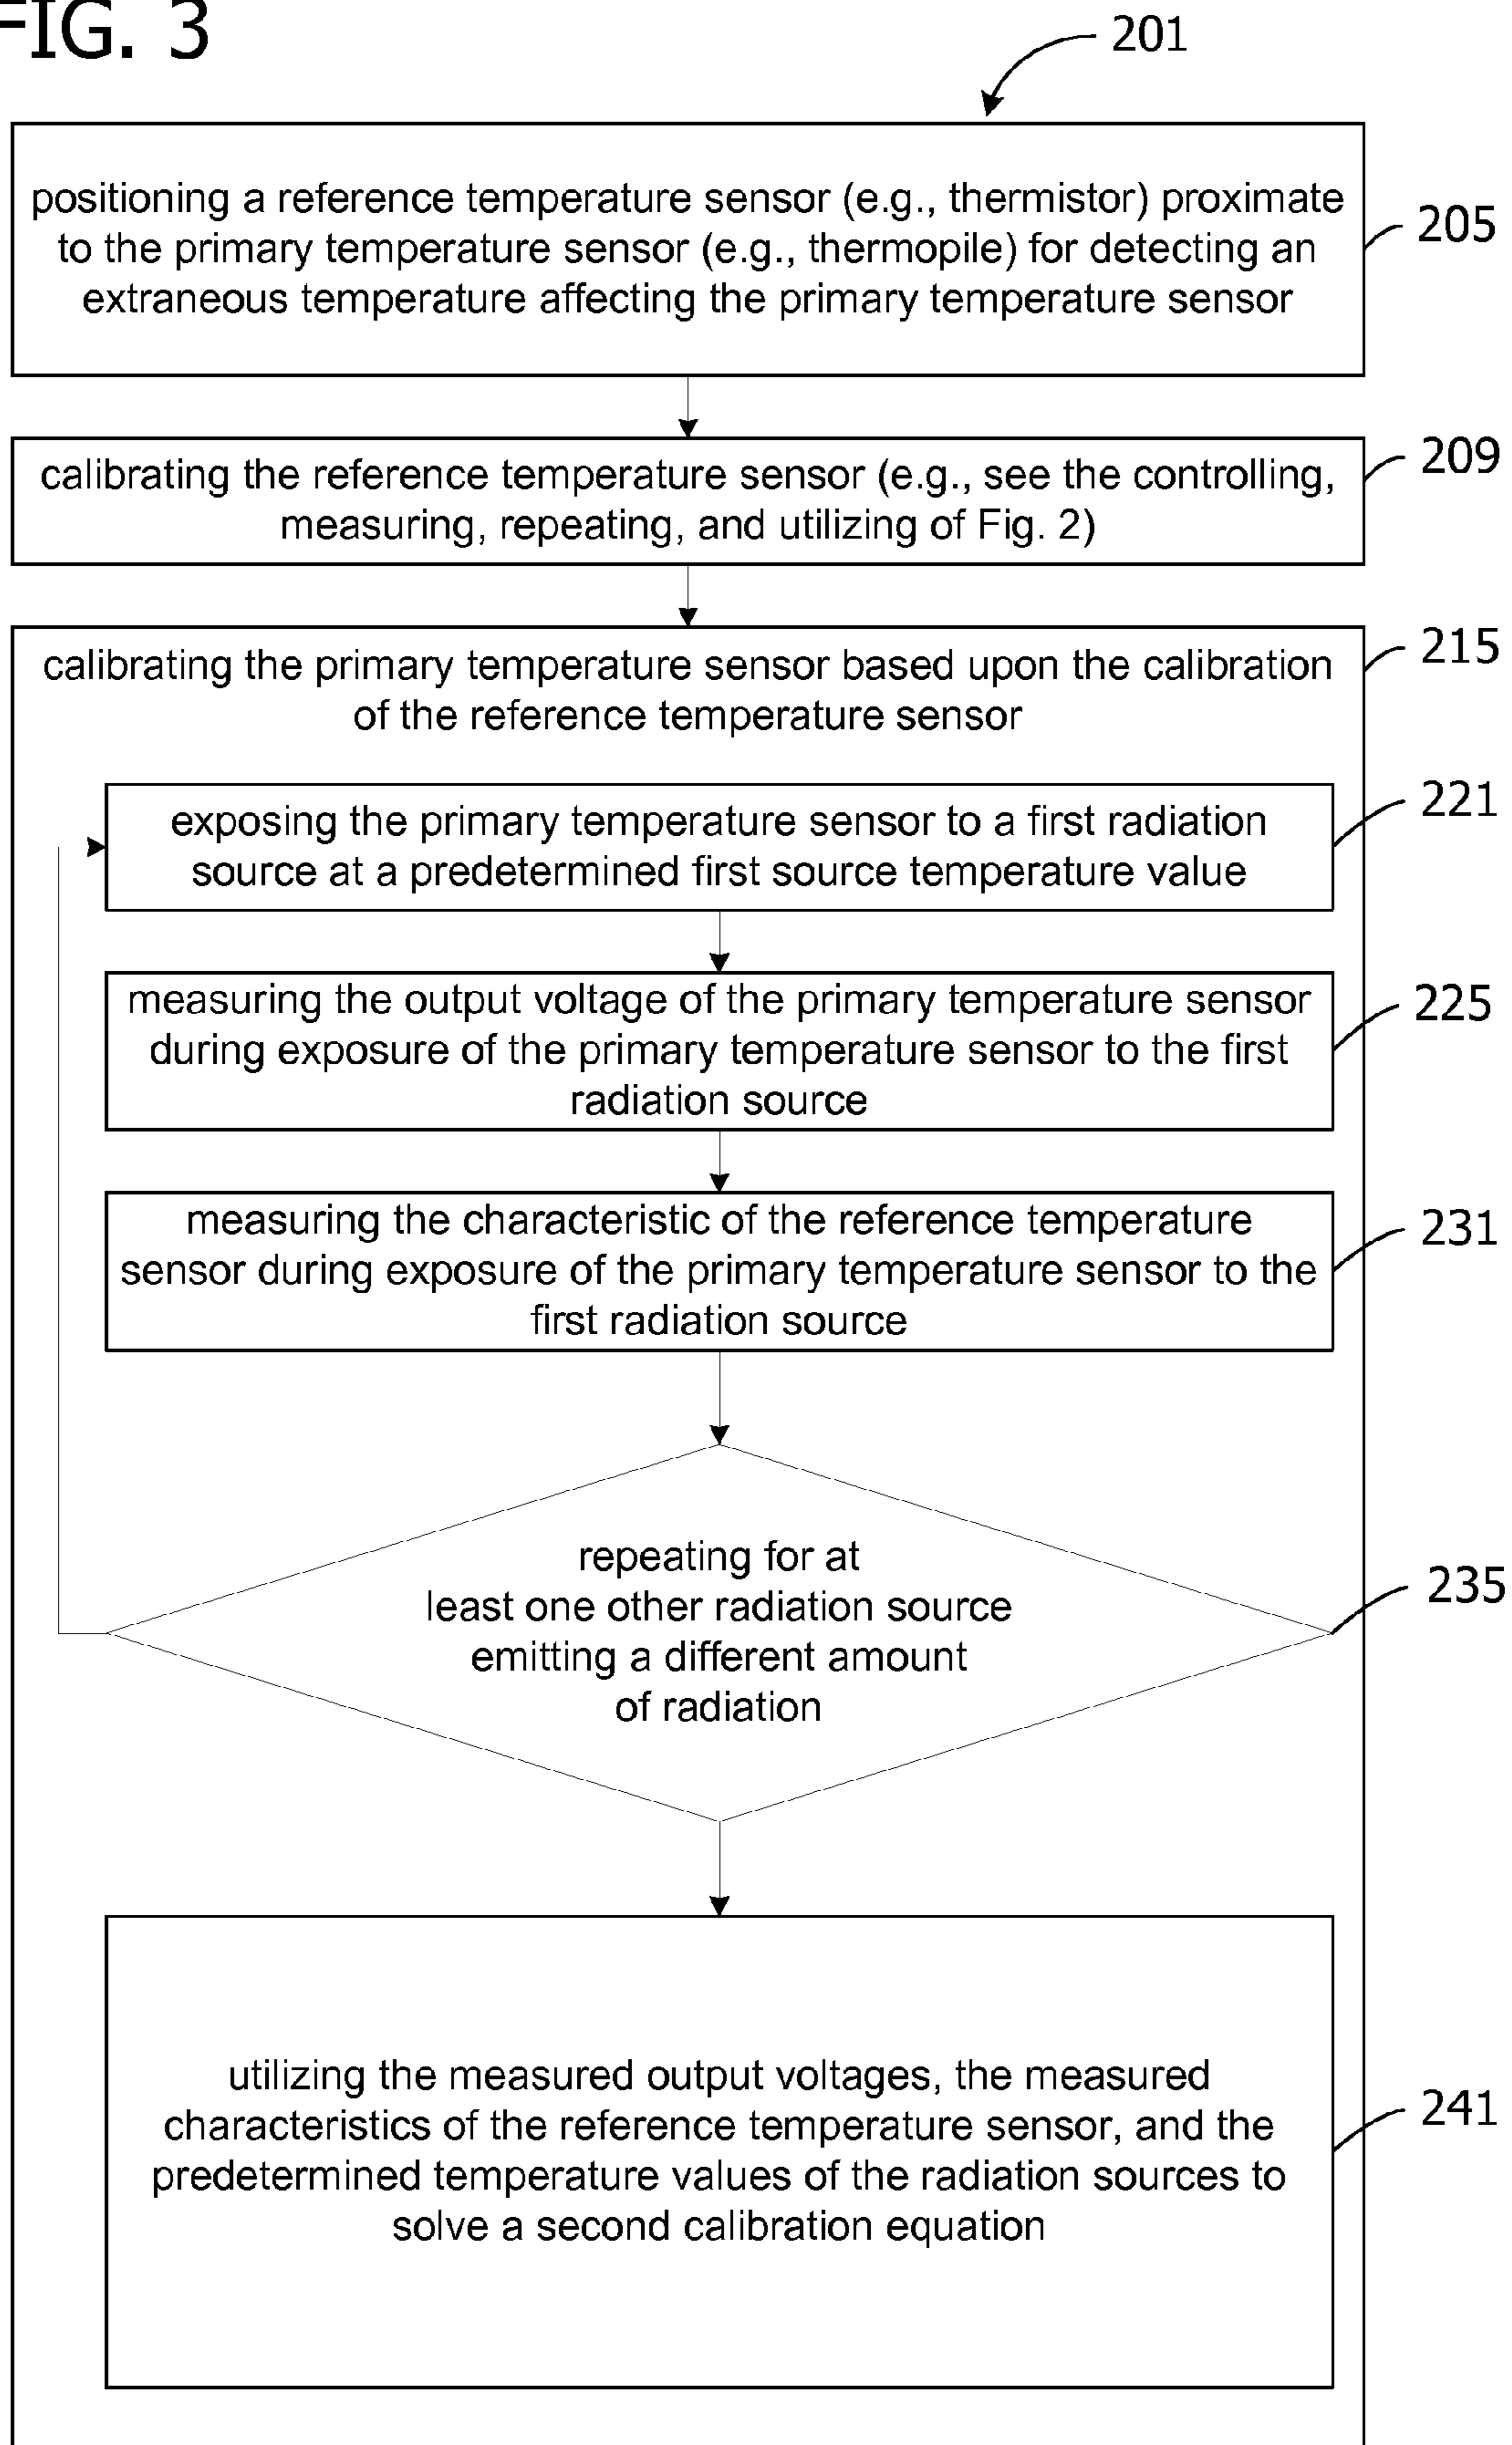 FIG. 3
201
positioning a reference temperature sensor (e.g., thermistor) proximate
to the primary temperature sensor (e.g., thermopile) for detecting an
extraneous temperature affecting the primary temperature sensor
205
calibrating the reference temperature sensor (e.g., see the controlling,
measuring, repeating, and utilizing of Fig. 2)
209
calibrating the primary temperature sensor based upon the calibration
of the reference temperature sensor
215
exposing the primary temperature sensor to a first radiation
source at a predetermined first source temperature value
221
measuring the output voltage of the primary temperature sensor
during exposure of the primary temperature sensor to the first
radiation source
225
measuring the characteristic of the reference temperature
sensor during exposure of the primary temperature sensor to the
first radiation source
231
repeating for at
least one other radiation source
emitting a different amount
of radiation
235
utilizing the measured output voltages, the measured
characteristics of the reference temperature sensor, and the
predetermined temperature values of the radiation sources to
solve a second calibration equation
241